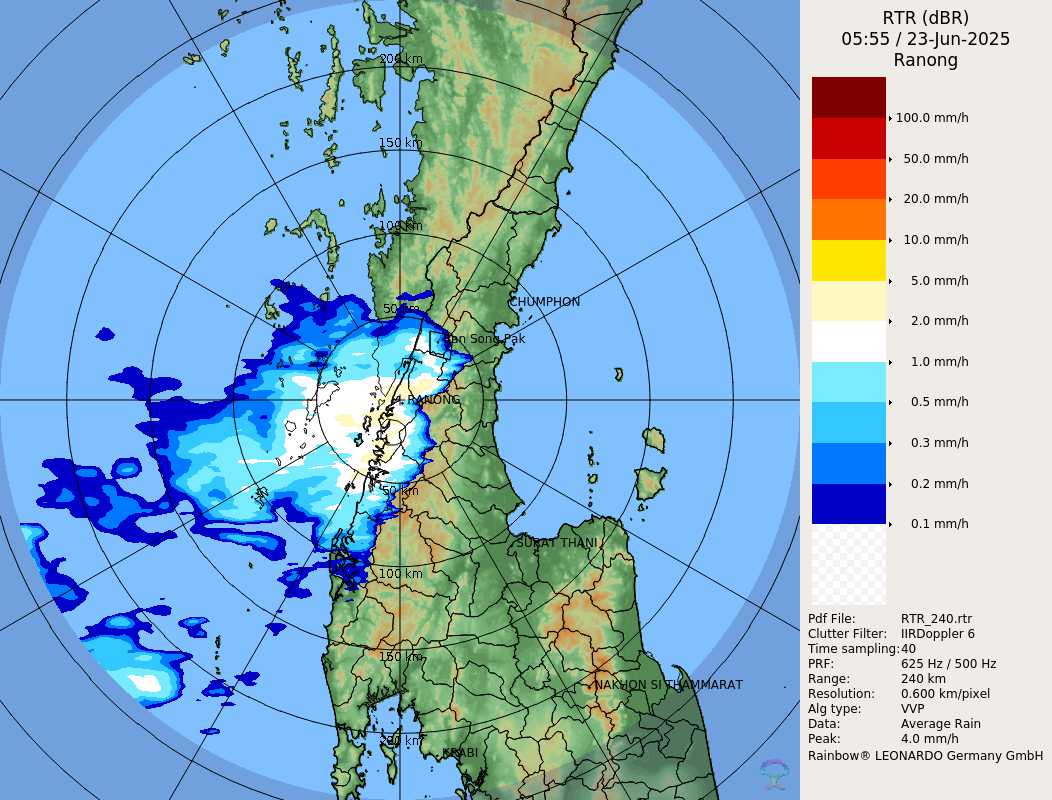 RTR (dBR)
05:55 / 23-Jun-2025
Ranong
100.0 mm/h
50.0 mm/h
20.0 mm/h
10.0 mm/h
5.0 mm/h
2.0 mm/h
1.0 mm/h
0.5 mm/h
0.3 mm/h
0.2 mm/h
0.1 mm/h
Pdf File: RTR_240.rtr
Clutter Filter: IIRDoppler 6
Time sampling:40
PRF: 625 Hz / 500 Hz
Range: 240 km
Resolution: 0.600 km/pixel
Alg type: VVP
Data: Average Rain
Peak: 4.0 mm/h
Rainbow® LEONARDO Germany GmbH
200 km
150 km
100 km
CHUMPHON
50 km
Ban Song Pak
RANONG
50 km
SURAT THANI
100 km
150 km
NAKHON SI THAMMARAT
200 km
KRABI